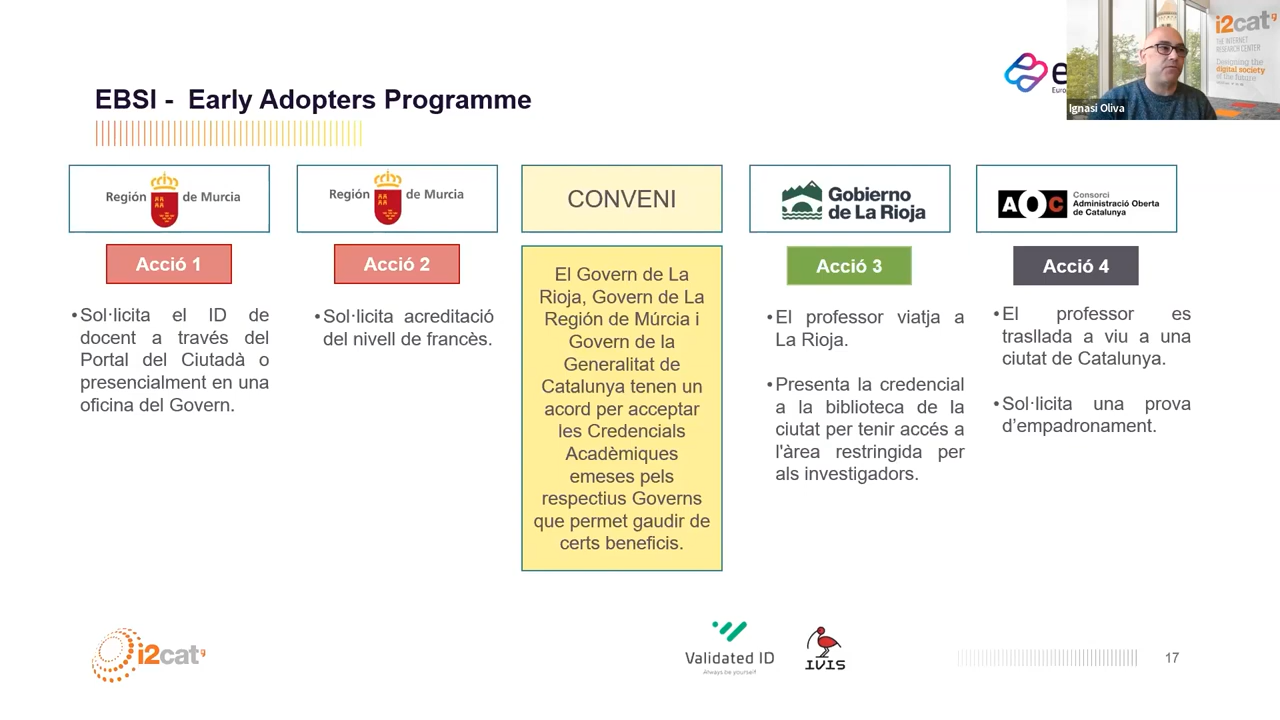 EBSI - Early Adopters Programme
i2cat
THE INTERNET
RESEARCH CENTER
Designing the
digital society
of the future
Ignasi Oliva
Región de Murcia
Acció 1
•Sol·licita el ID de
docent a través del
Portal del Ciutadà o
presencialment en una
oficina del Govern.
Región de Murcia
Acció 2
•Sol·licita acreditació
del nivell de francès.
CONVENI
El Govern de La
Rioja, Govern de La
Región de Múrcia i
Govern de la
Generalitat de
Catalunya tenen un
acord per acceptar
les Credencials
Acadèmiques
emeses pels
respectius Governs
que permet gaudir de
certs beneficis.
Gobierno
de La Rioja
Acció 3
•El professor viatja a
La Rioja.
•Presenta la credencial
a la biblioteca de la
ciutat per tenir accés a
l'àrea restringida per
als investigadors.
AOC
Consorci
Administració Oberta
de Catalunya
Acció 4
•El professor es
trasllada a viu a una
ciutat de Catalunya.
•Sol·licita una prova
d’empadronament.
i2cat
Validated ID
Always be yourself
IVIS
17